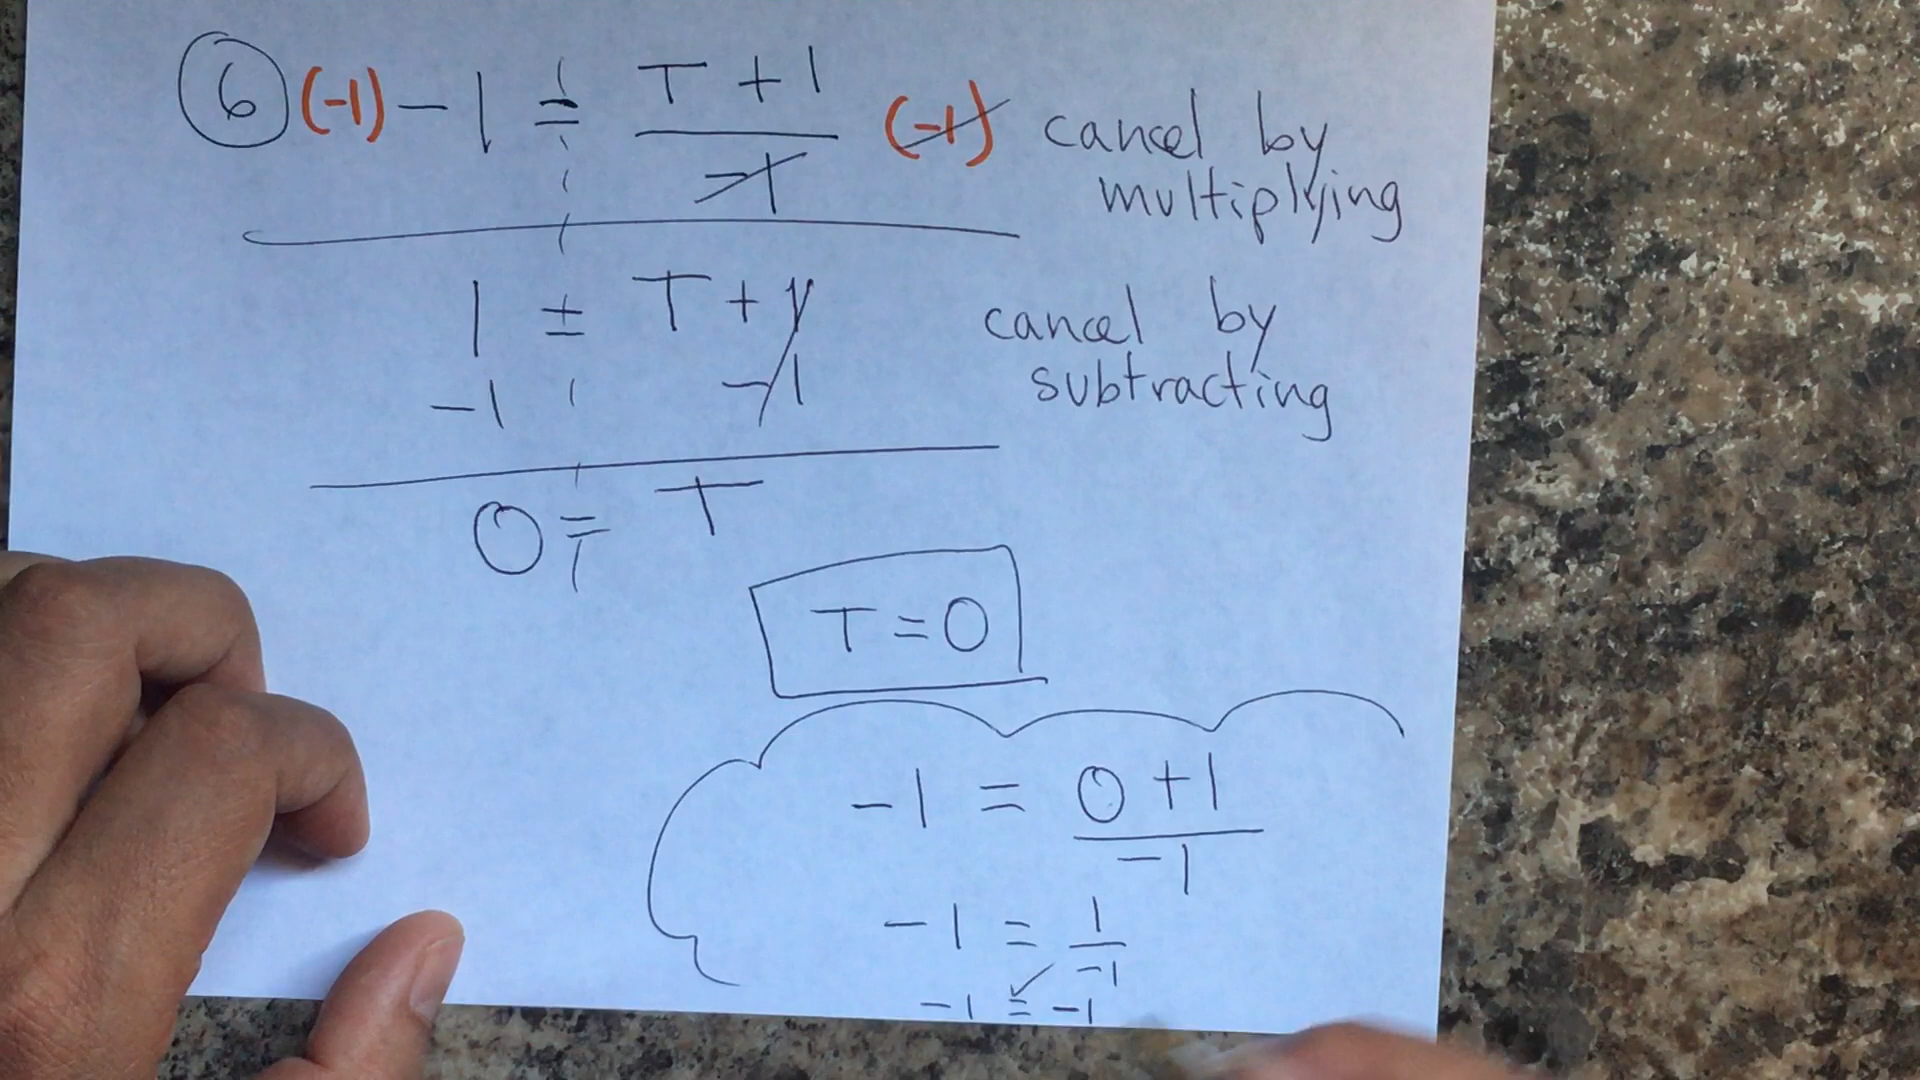 6 (-1) -1 = T + 1 (-1) cancel by
-1 multiplying
1 = T + 1 cancel by
-1 -1 subtracting
0 = T
T = 0
-1 = 0 + 1
-1
-1 = 1
-1
-1 = -1